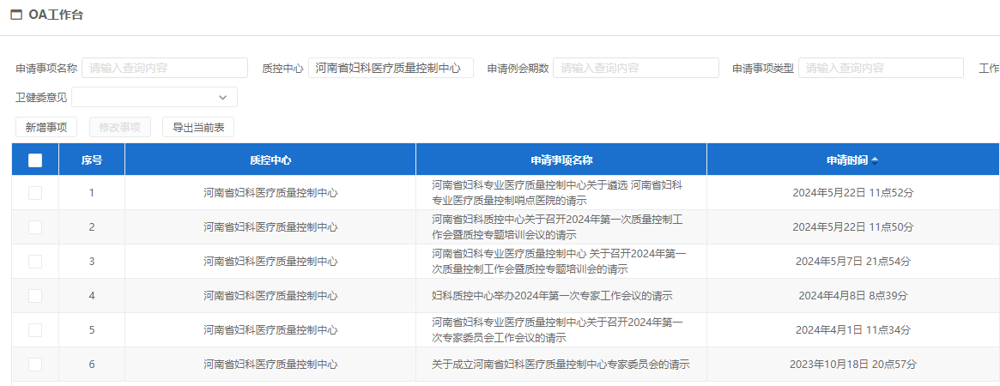 OA工作台
申请事项名称 请输入查询内容 质控中心 河南省妇科医疗质量控制中心 申请例会期数 请输入查询内容 申请事项类型 请输入查询内容 工作
卫健委意见
新增事项 修改事项 导出当前表
序号 质控中心 申请事项名称 申请时间
1 河南省妇科医疗质量控制中心 河南省妇科专业医疗质量控制中心关于遴选 河南省妇科
专业医疗质量控制哨点医院的请示 2024年5月22日 11点52分
2 河南省妇科医疗质量控制中心 河南省妇科质控中心关于召开2024年第一次质量控制工
作会暨质控专题培训会议的请示 2024年5月22日 11点50分
3 河南省妇科医疗质量控制中心 河南省妇科专业医疗质量控制中心 关于召开2024年第一
次质量控制工作会暨质控专题培训会的请示 2024年5月7日 21点54分
4 河南省妇科医疗质量控制中心 妇科质控中心举办2024年第一次专家工作会议的请示 2024年4月8日 8点39分
5 河南省妇科医疗质量控制中心 河南省妇科专业医疗质量控制中心关于召开2024年第一
次专家委员会工作会议的请示 2024年4月1日 11点34分
6 河南省妇科医疗质量控制中心 关于成立河南省妇科医疗质量控制中心专家委员会的请示 2023年10月18日 20点57分